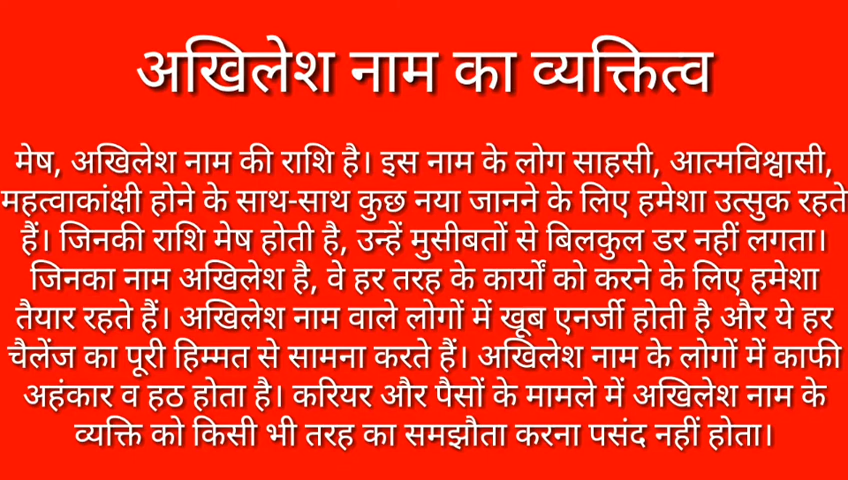 अखिलेश नाम का व्यक्तित्व
मेष, अखिलेश नाम की राशि है। इस नाम के लोग साहसी, आत्मविश्वासी,
महत्वाकांक्षी होने के साथ-साथ कुछ नया जानने के लिए हमेशा उत्सुक रहते
हैं। जिनकी राशि मेष होती है, उन्हें मुसीबतों से बिलकुल डर नहीं लगता।
जिनका नाम अखिलेश है, वे हर तरह के कार्यों को करने के लिए हमेशा
तैयार रहते हैं। अखिलेश नाम वाले लोगों में खूब एनर्जी होती है और ये हर
चैलेंज का पूरी हिम्मत से सामना करते हैं। अखिलेश नाम के लोगों में काफी
अहंकार व हठ होता है। करियर और पैसों के मामले में अखिलेश नाम के
व्यक्ति को किसी भी तरह का समझौता करना पसंद नहीं होता।